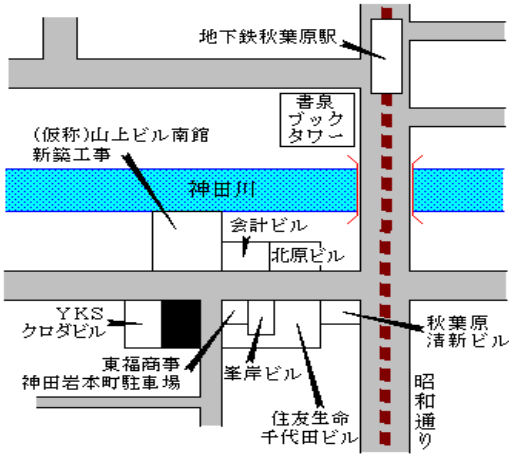 地下鉄秋葉原駅
書泉
ブック
タワー
(仮称)山上ビル南館
新築工事
神田川
会計ビル
北原ビル
YKS
クロダビル
秋葉原
清新ビル
東福商事
神田岩本町駐車場
峯岸ビル
住友生命
千代田ビル
昭和通り